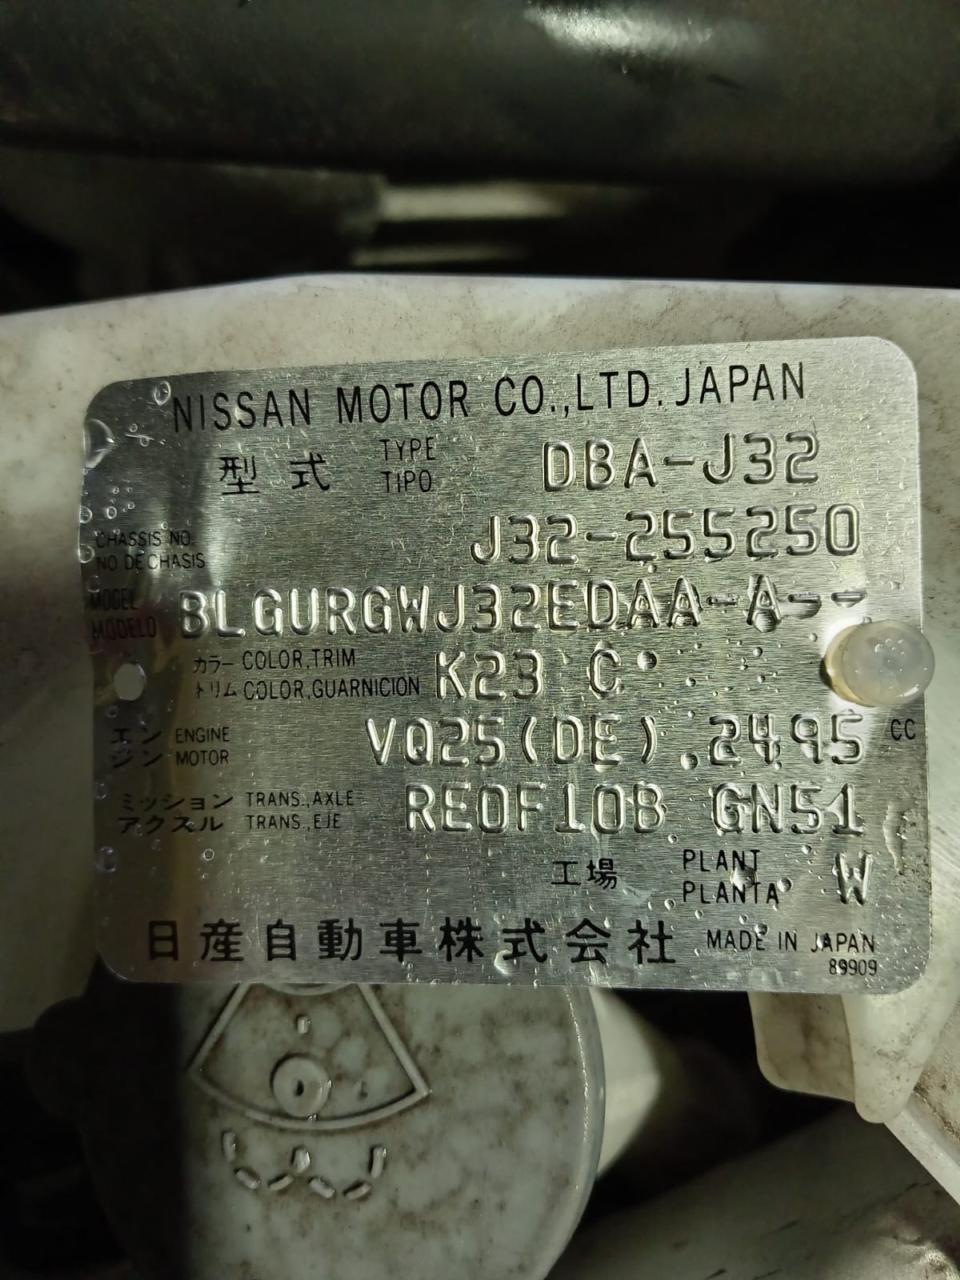 NISSAN MOTOR CO.,LTD. JAPAN
型式 TYPE TIPO DBA-J32
CHASSIS NO. NO DE CHASIS J32-255250
MODEL MODELO BLGURGWJ32EDAA-A--
カラー トリム COLOR,TRIM COLOR,GUARNICION K23 C
エンジン ENGINE MOTOR VQ25(DE) 2495 CC
ミッション アクスル TRANS.,AXLE TRANS.,EJE RE0F10B GN51
工場 PLANT PLANTA W
日産自動車株式会社 MADE IN JAPAN
89909